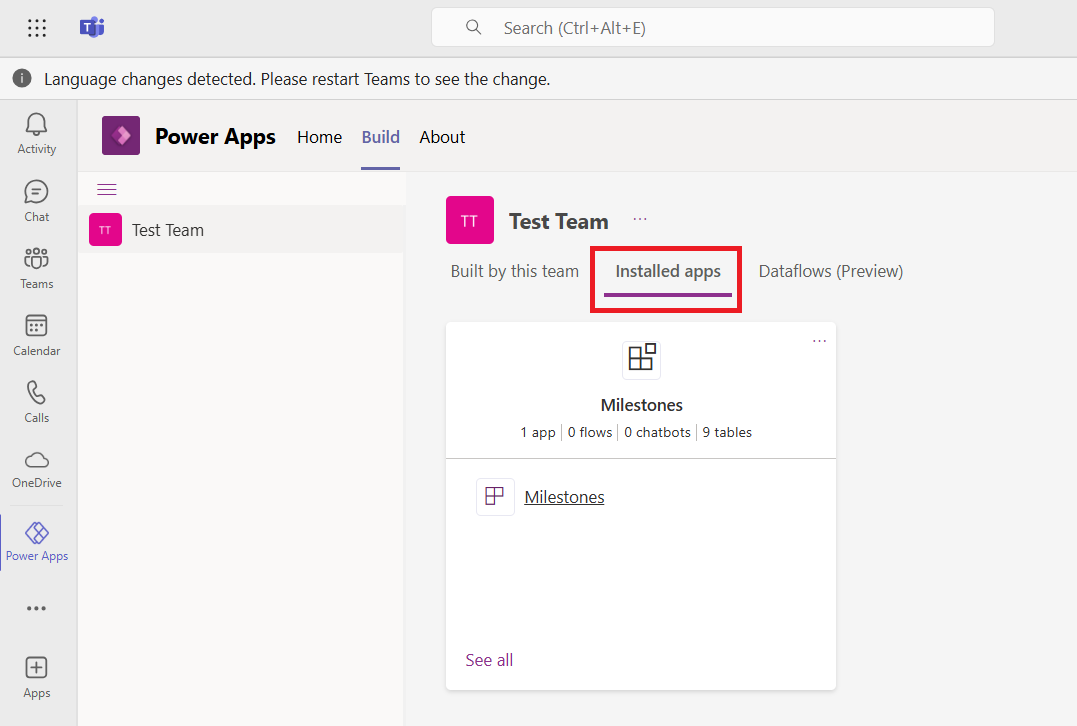 Search (Ctrl+Alt+E)
Language changes detected. Please restart Teams to see the change.
Activity
Chat
Teams
Calendar
Calls
OneDrive
Power Apps
Apps
Power Apps Home Build About
TT Test Team
TT Test Team ...
Built by this team Installed apps Dataflows (Preview)
...
Milestones
1 app 0 flows 0 chatbots 9 tables
Milestones
See all